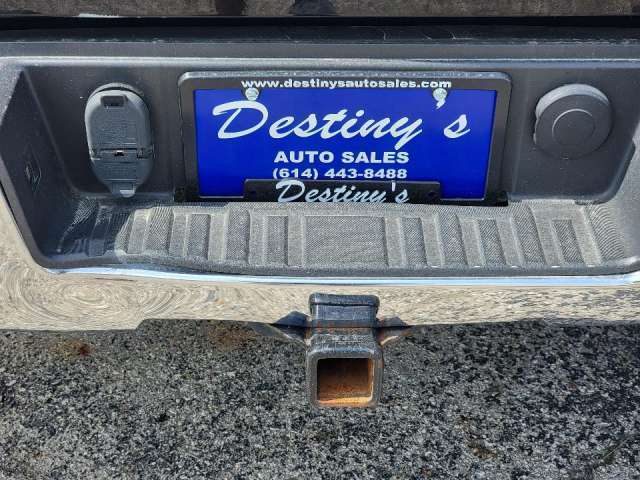 www.destinysautosales.com
Destiny's
AUTO SALES
(614) 443-8488
Destiny's